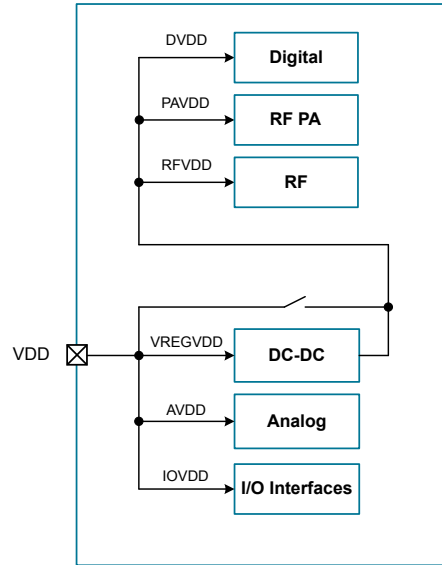 DVDD
Digital
PAVDD
RF PA
RFVDD
RF
VDD
VREGVDD
DC-DC
AVDD
Analog
IOVDD
I/O Interfaces